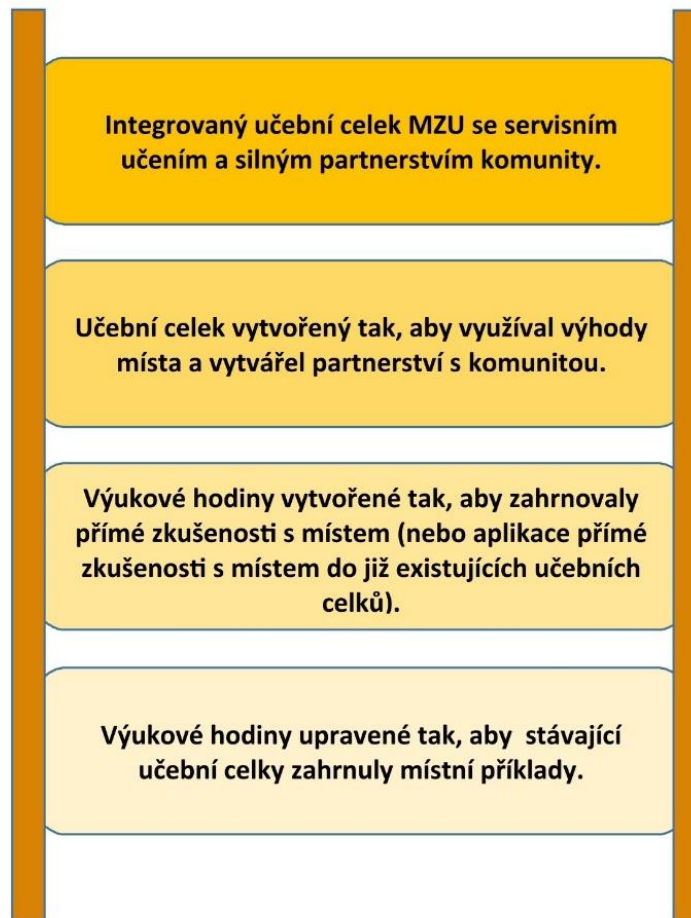 Integrovaný učební celek MZU se servisním
učením a silným partnerstvím komunity.
Učební celek vytvořený tak, aby využíval výhody
místa a vytvářel partnerství s komunitou.
Výukové hodiny vytvořené tak, aby zahrnovaly
přímé zkušenosti s místem (nebo aplikace přímé
zkušenosti s místem do již existujících učebních
celků).
Výukové hodiny upravené tak, aby stávající
učební celky zahrnuly místní příklady.